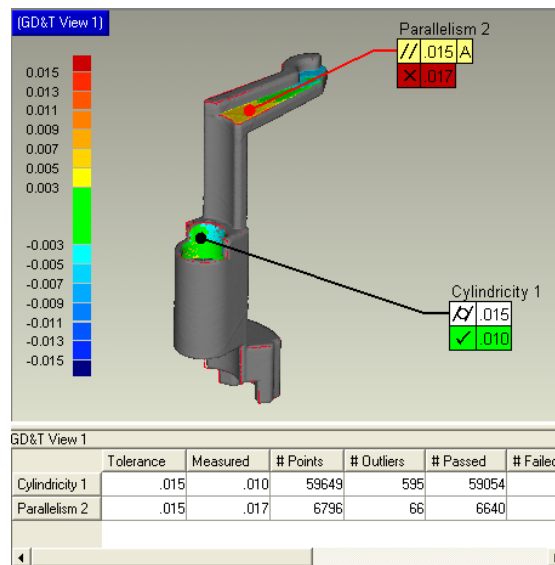 (GD&T View 1)
Parallelism 2
// .015 A
✕ .017
0.015
0.013
0.011
0.009
0.007
0.005
0.003
-0.003
-0.005
-0.007
-0.009
-0.011
-0.013
-0.015
Cylindricity 1
⌭ .015
✓ .010
GD&T View 1
Tolerance Measured # Points # Outliers # Passed # Failed
Cylindricity 1 .015 .010 59649 595 59054
Parallelism 2 .015 .017 6796 66 6640